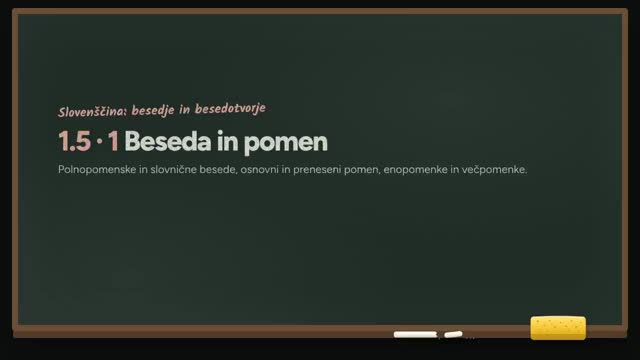 Slovenščina: besedje in besedotvorje
1.5 · 1 Beseda in pomen
Polnopomenske in slovnične besede, osnovni in preneseni pomen, enopomenke in večpomenke.